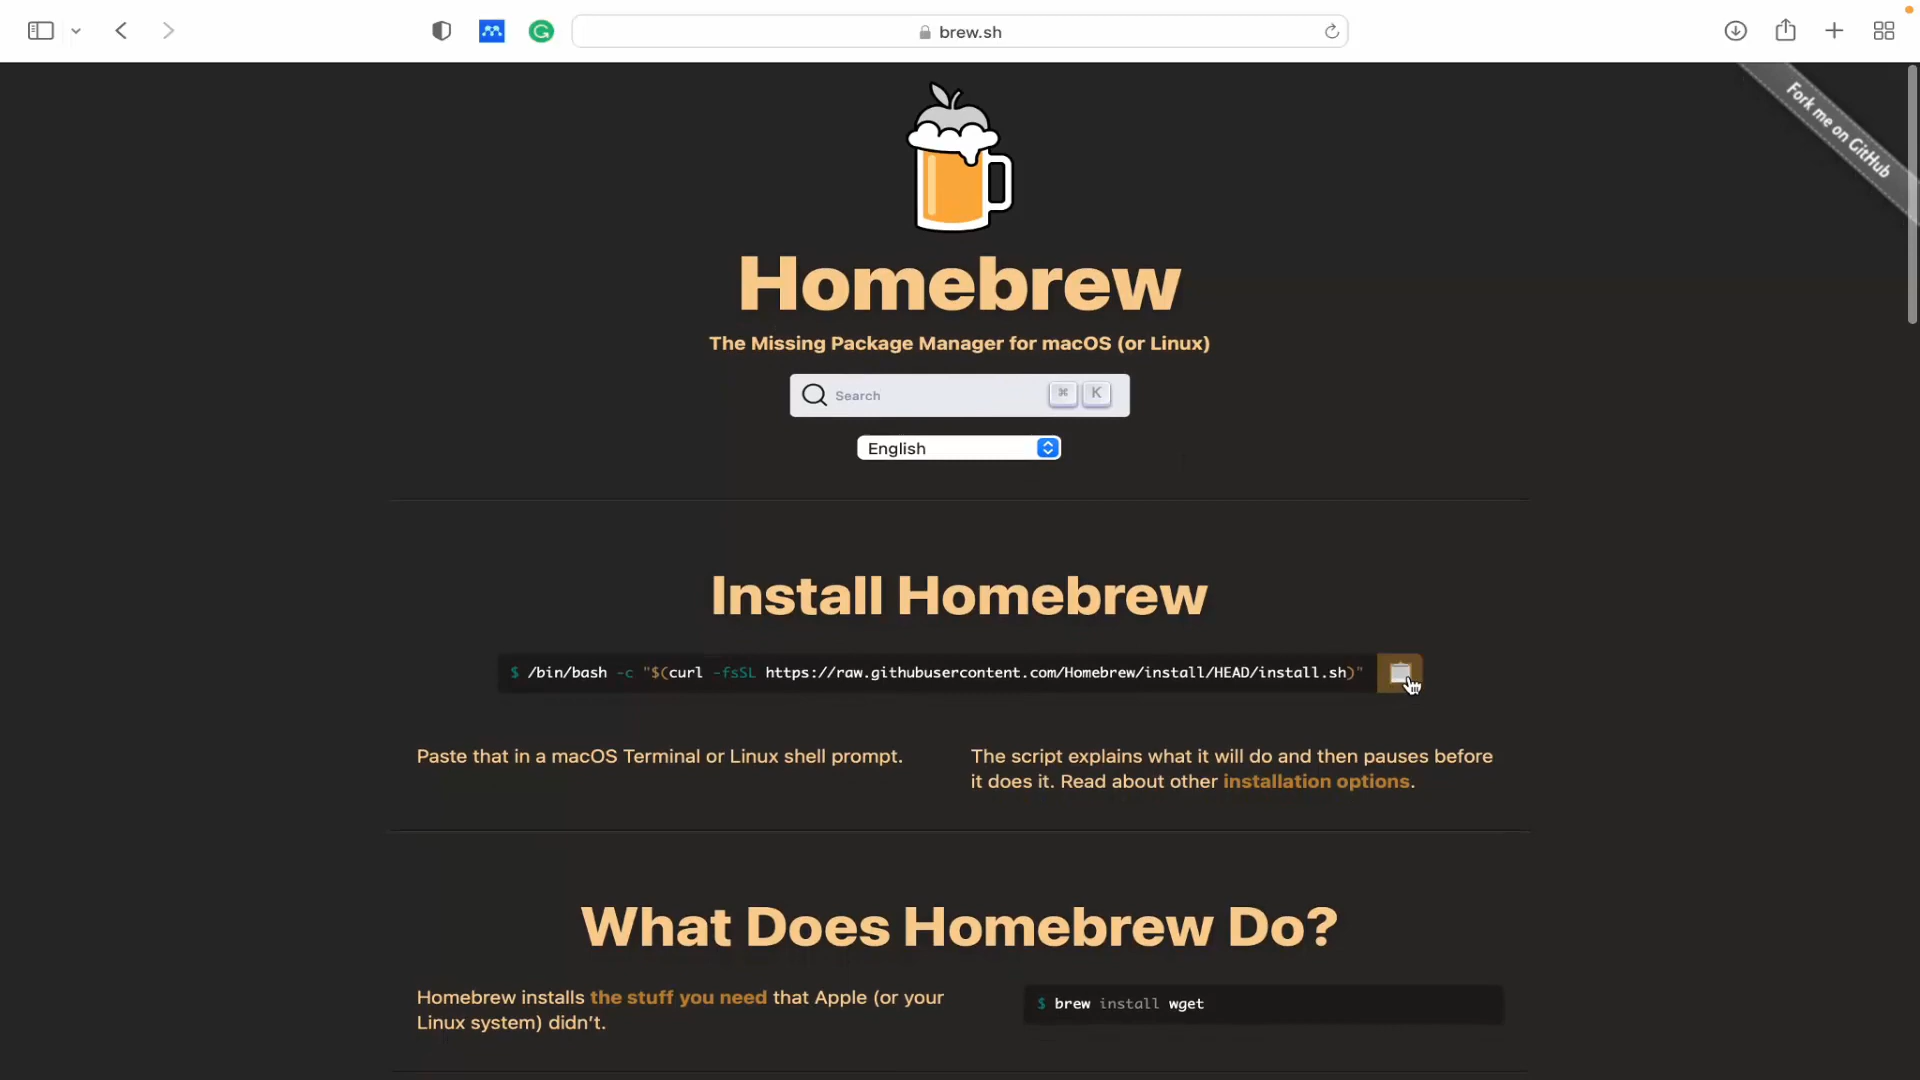 brew.sh
Fork me on GitHub
Homebrew
The Missing Package Manager for macOS (or Linux)
Search ⌘ K
English
Install Homebrew
$ /bin/bash -c "$(curl -fsSL https://raw.githubusercontent.com/Homebrew/install/HEAD/install.sh)"
Paste that in a macOS Terminal or Linux shell prompt.
The script explains what it will do and then pauses before
it does it. Read about other installation options.
What Does Homebrew Do?
Homebrew installs the stuff you need that Apple (or your
Linux system) didn’t.
$ brew install wget